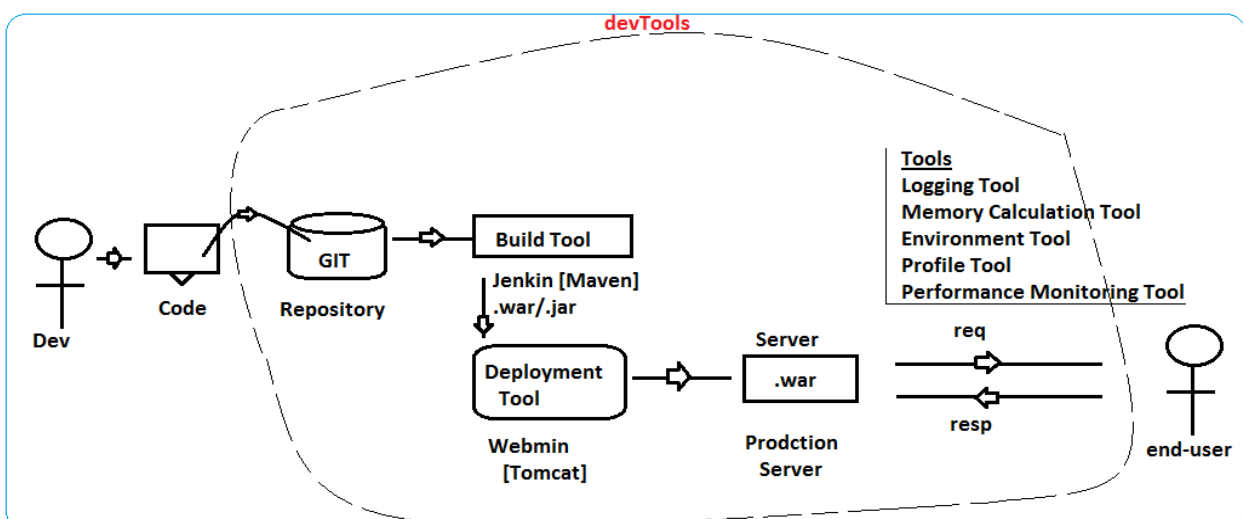 devTools
Tools
Logging Tool
Memory Calculation Tool
Environment Tool
Profile Tool
Performance Monitoring Tool
Dev
Code
GIT
Repository
Build Tool
Jenkin [Maven]
.war/.jar
Deployment
Tool
Webmin
[Tomcat]
Server
.war
Prodction
Server
req
resp
end-user